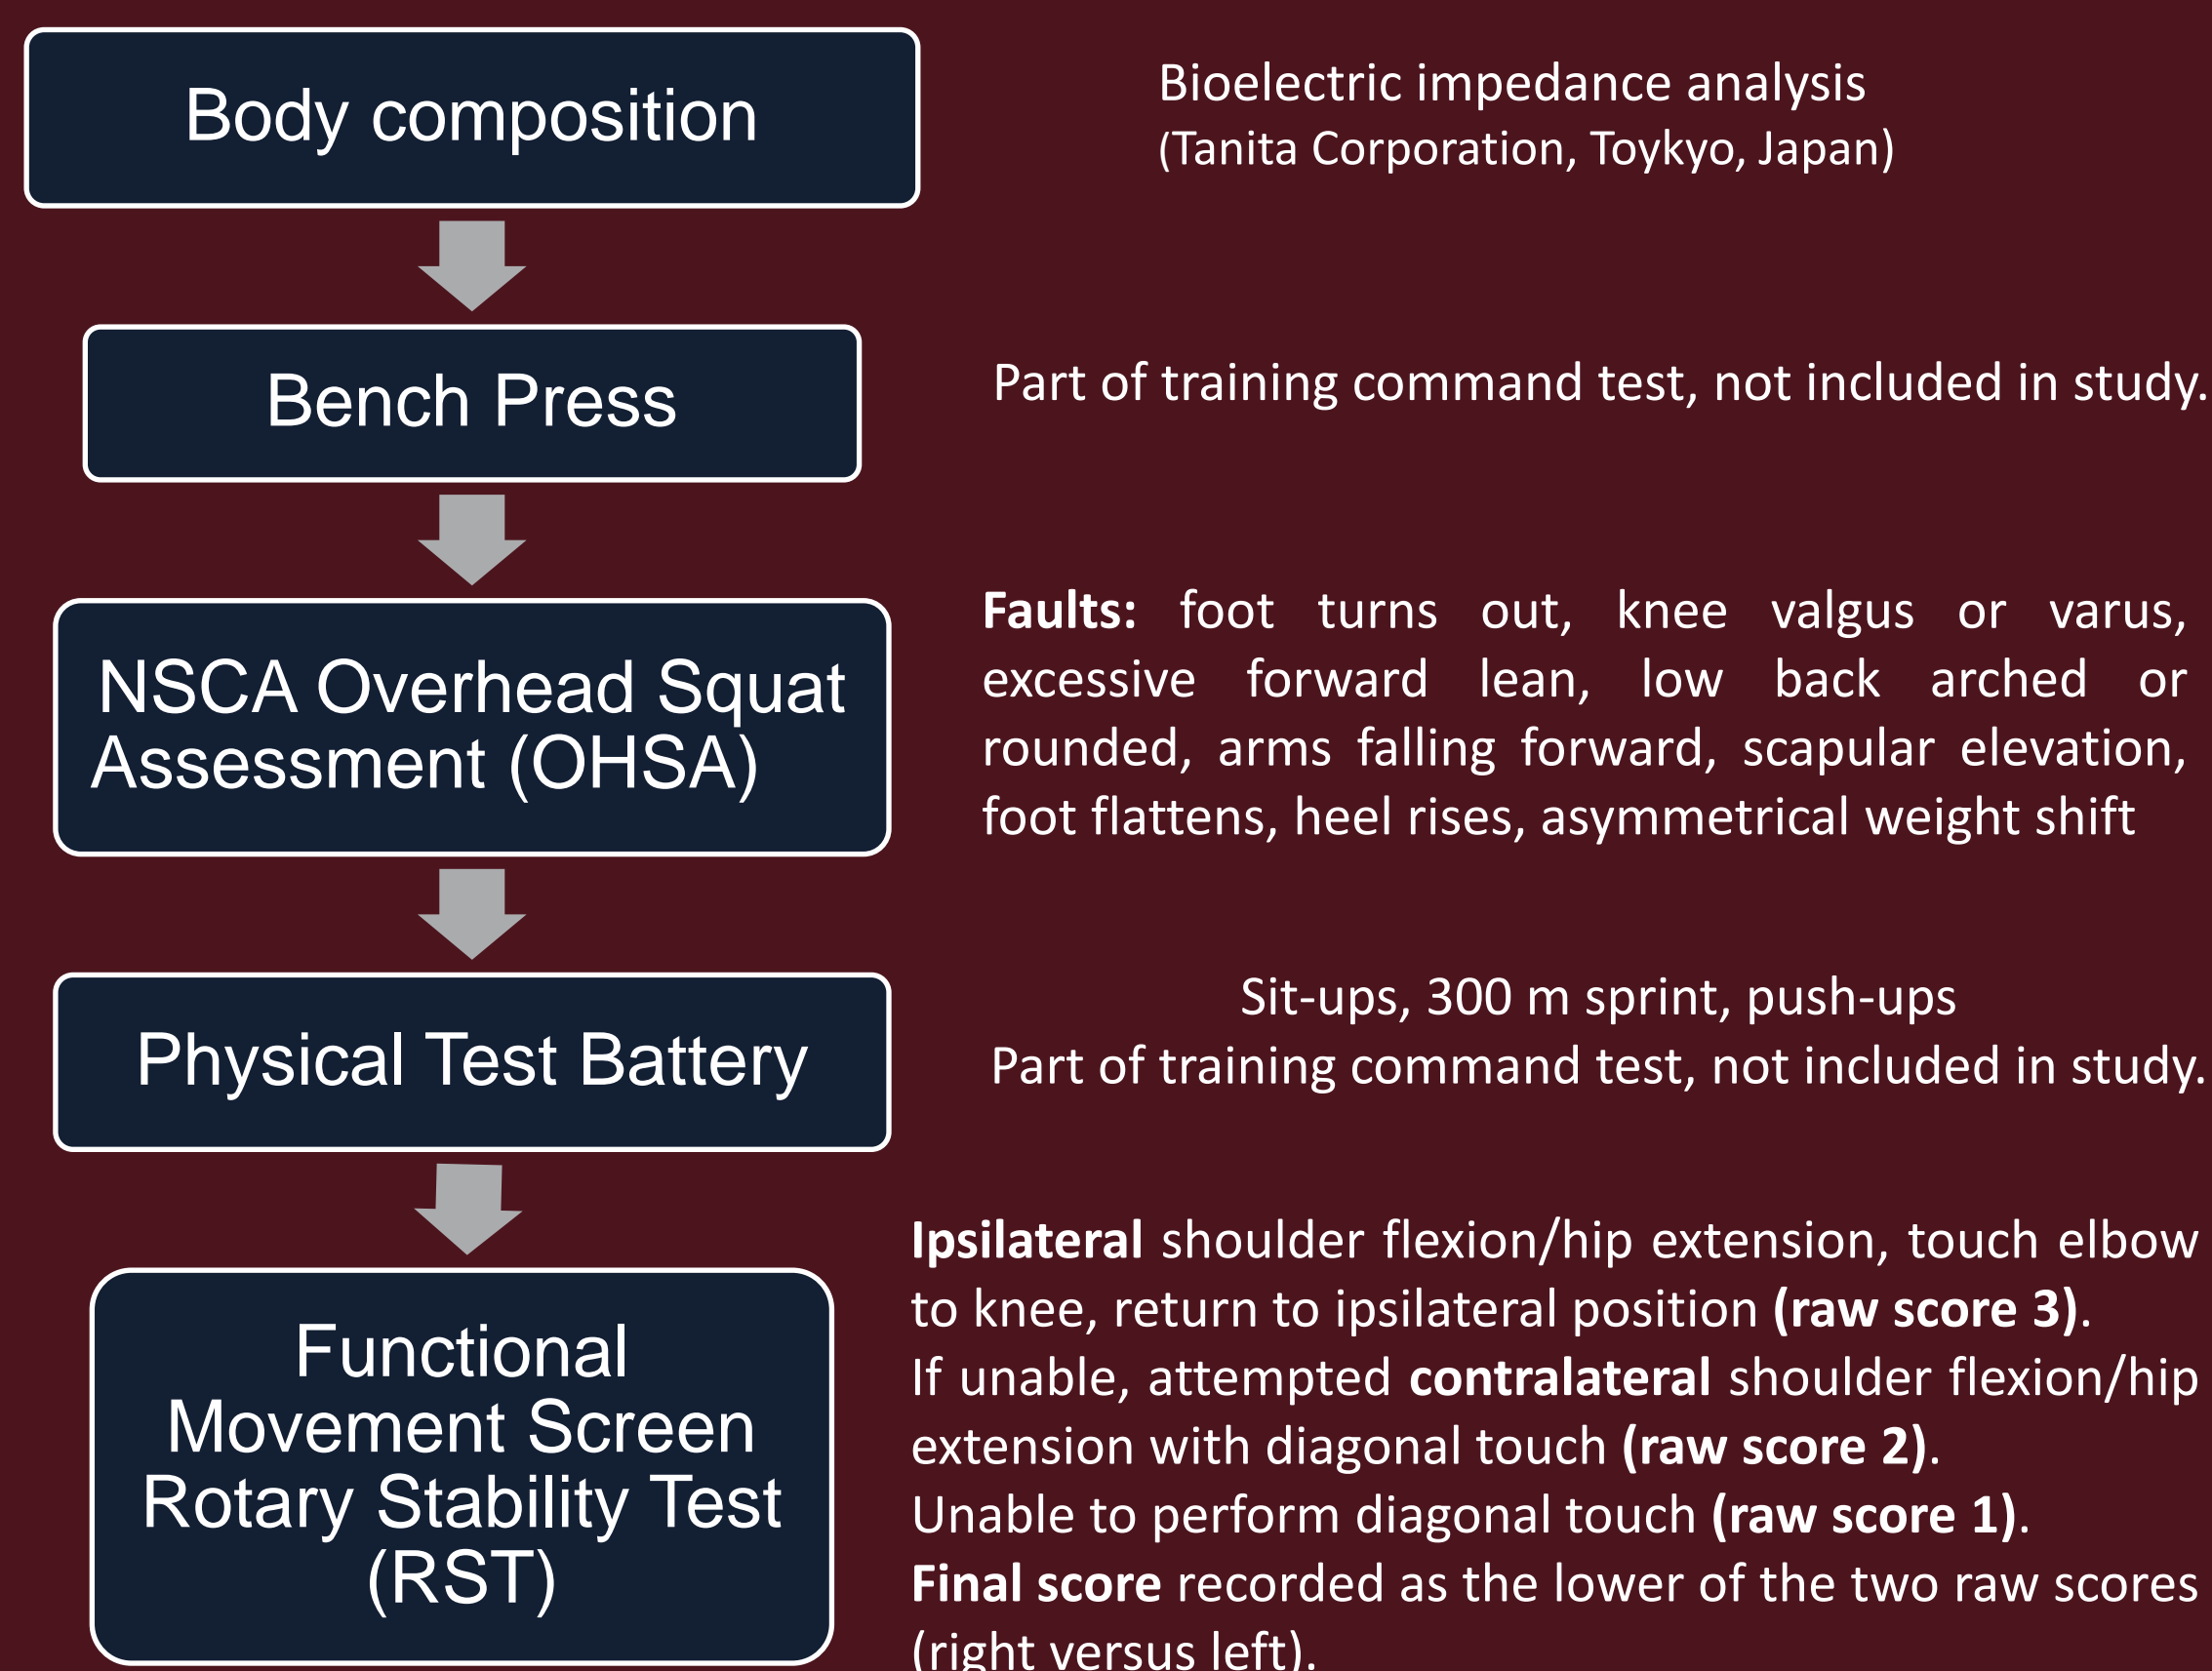 Body composition
Bioelectric impedance analysis
(Tanita Corporation, Toykyo, Japan)
Bench Press
Part of training command test, not included in study.
NSCA Overhead Squat
Assessment (OHSA)
Faults: foot turns out, knee valgus or varus,
excessive forward lean, low back arched or
rounded, arms falling forward, scapular elevation,
foot flattens, heel rises, asymmetrical weight shift
Physical Test Battery
Sit-ups, 300 m sprint, push-ups
Part of training command test, not included in study.
Functional
Movement Screen
Rotary Stability Test
(RST)
Ipsilateral shoulder flexion/hip extension, touch elbow
to knee, return to ipsilateral position (raw score 3).
If unable, attempted contralateral shoulder flexion/hip
extension with diagonal touch (raw score 2).
Unable to perform diagonal touch (raw score 1).
Final score recorded as the lower of the two raw scores
(right versus left).